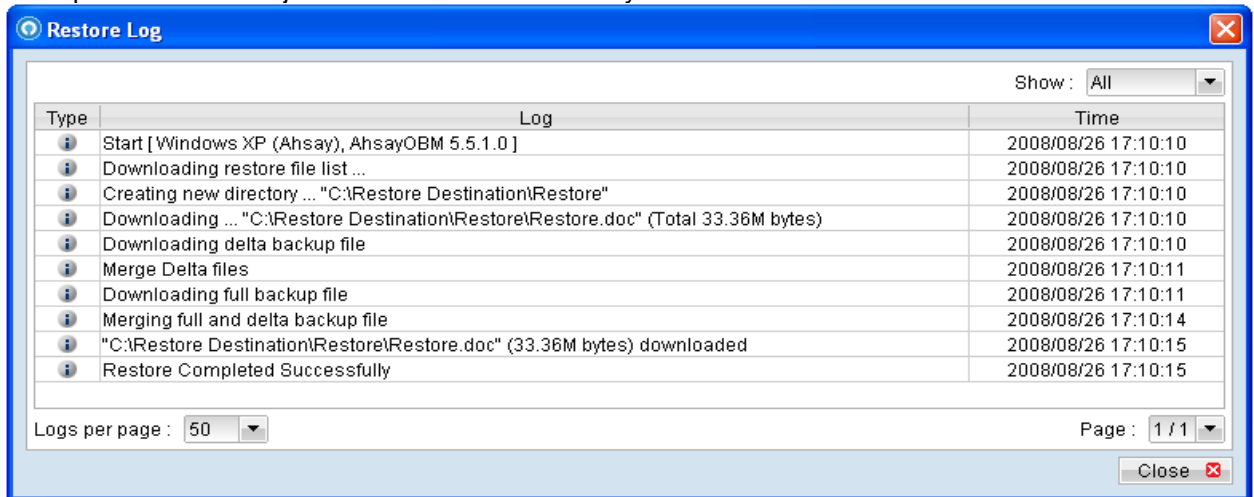 Restore Log
Show : All
Type Log Time
Start [ Windows XP (Ahsay), AhsayOBM 5.5.1.0 ] 2008/08/26 17:10:10
Downloading restore file list ... 2008/08/26 17:10:10
Creating new directory ... "C:\Restore Destination\Restore" 2008/08/26 17:10:10
Downloading ... "C:\Restore Destination\Restore\Restore.doc" (Total 33.36M bytes) 2008/08/26 17:10:10
Downloading delta backup file 2008/08/26 17:10:10
Merge Delta files 2008/08/26 17:10:11
Downloading full backup file 2008/08/26 17:10:11
Merging full and delta backup file 2008/08/26 17:10:14
"C:\Restore Destination\Restore\Restore.doc" (33.36M bytes) downloaded 2008/08/26 17:10:15
Restore Completed Successfully 2008/08/26 17:10:15
Logs per page : 50 Page : 1 / 1
Close